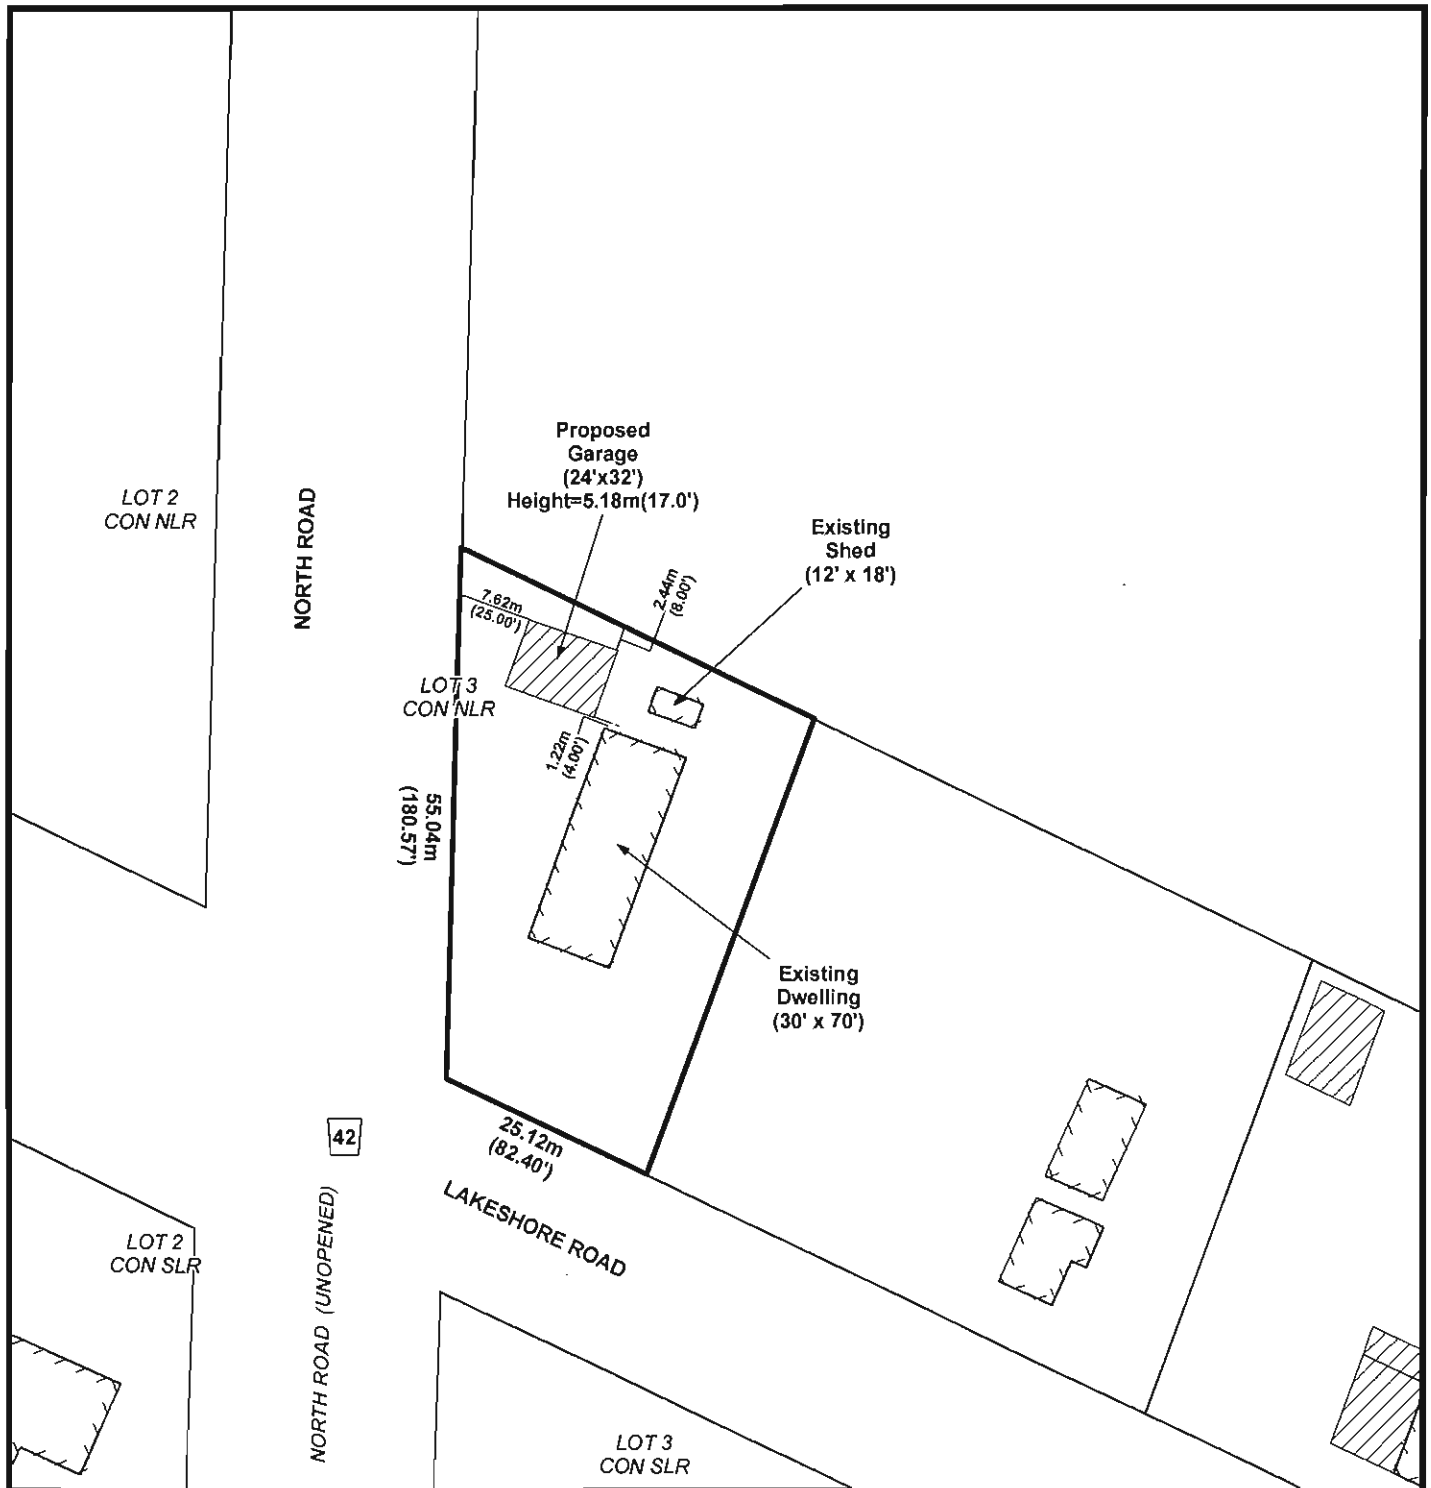 Proposed
Garage
(24'x32')
Height=5.18m(17.0')
LOT 2
CON NLR
NORTH ROAD
Existing
Shed
(12' x 18')
7.62m
(25.00')
2.44m
(8.00')
LOT 3
CON NLR
1.22m
(4.00')
55.04m
(180.57')
Existing
Dwelling
(30' x 70')
25.12m
(82.40')
42
LAKESHORE ROAD
LOT 2
CON SLR
NORTH ROAD (UNOPENED)
LOT 3
CON SLR